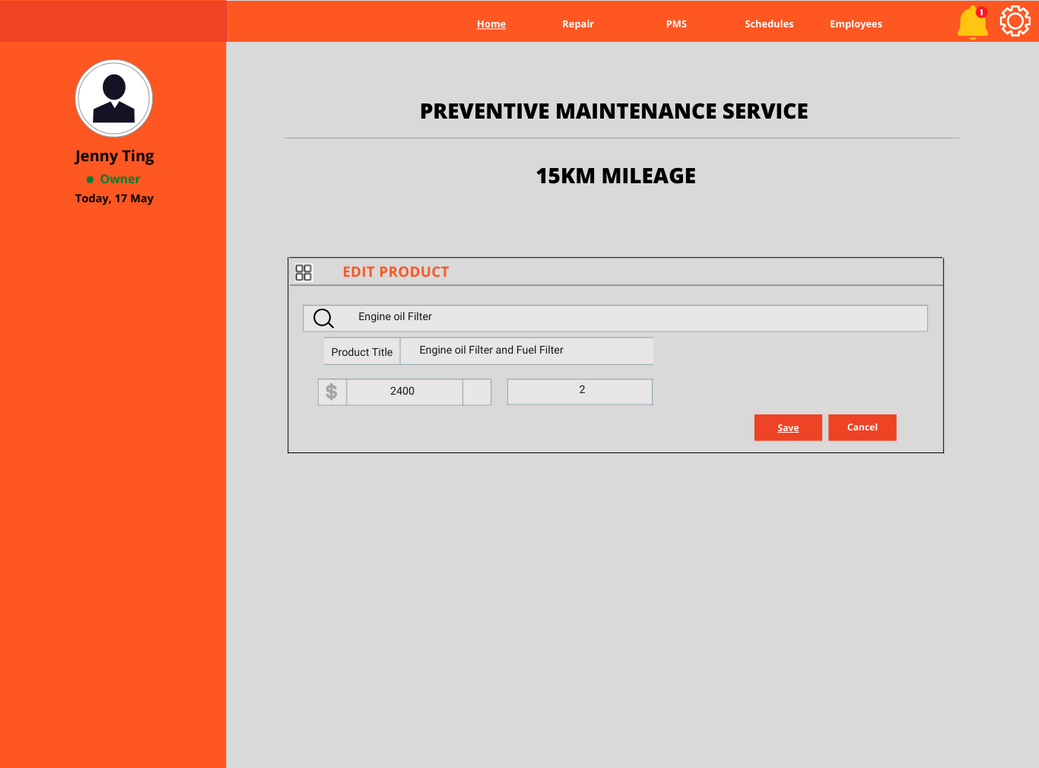 Home Repair PMS Schedules Employees 1
Jenny Ting
Owner
Today, 17 May
PREVENTIVE MAINTENANCE SERVICE
15KM MILEAGE
EDIT PRODUCT
Engine oil Filter
Product Title Engine oil Filter and Fuel Filter
$ 2400 2
Save Cancel